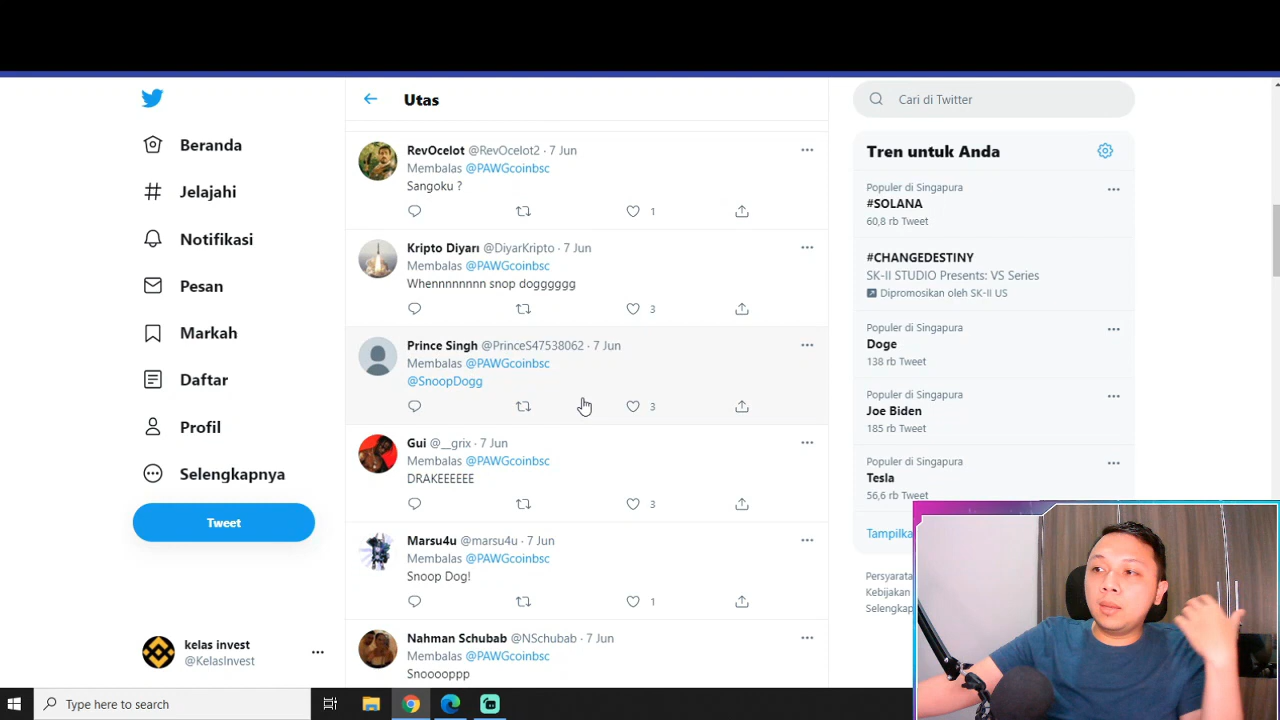 Beranda
Jelajahi
Notifikasi
Pesan
Markah
Daftar
Profil
Selengkapnya
Tweet
kelas invest
@KelasInvest
Utas
RevOcelot @RevOcelot2 · 7 Jun
Membalas @PAWGcoinbsc
Sangoku ?
1
Kripto Diyarı @DiyarKripto · 7 Jun
Membalas @PAWGcoinbsc
Whennnnnnn snop dogggggg
3
Prince Singh @PrinceS47538062 · 7 Jun
Membalas @PAWGcoinbsc
@SnoopDogg
3
Gui @__grix · 7 Jun
Membalas @PAWGcoinbsc
DRAKEEEEEE
3
Marsu4u @marsu4u · 7 Jun
Membalas @PAWGcoinbsc
Snoop Dog!
1
Nahman Schubab @NSchubab · 7 Jun
Membalas @PAWGcoinbsc
Snooooppp
Cari di Twitter
Tren untuk Anda
Populer di Singapura
#SOLANA
60,8 rb Tweet
#CHANGEDESTINY
SK-II STUDIO Presents: VS Series
Dipromosikan oleh SK-II US
Populer di Singapura
Doge
138 rb Tweet
Populer di Singapura
Joe Biden
185 rb Tweet
Populer di Singapura
Tesla
56,6 rb Tweet
Tampilka
Persyarata
Kebijakan
Selengkap
Type here to search